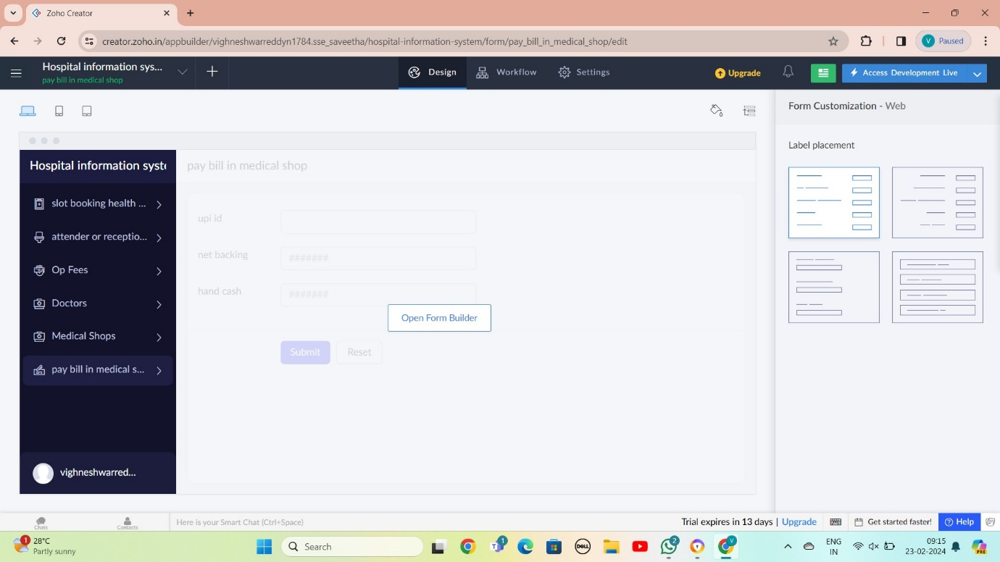 Zoho Creator
creator.zoho.in/appbuilder/vighneshwarreddyn1784.sse_saveetha/hospital-information-system/form/pay_bill_in_medical_shop/edit
V Paused
Hospital information sys...
pay bill in medical shop
Design
Workflow
Settings
Upgrade
Access Development Live
Form Customization - Web
Label placement
Hospital information syste
pay bill in medical shop
slot booking health ...
attender or receptio...
Op Fees
Doctors
Medical Shops
pay bill in medical s...
vighneshwarred...
upi id
net backing
#######
hand cash
#######
Open Form Builder
Submit
Reset
Chats
Contacts
Here is your Smart Chat (Ctrl+Space)
Trial expires in 13 days | Upgrade
Get started faster!
Help
1
28°C
Partly sunny
Search
1
DELL
2
V
ENG
IN
09:15
23-02-2024
PRE